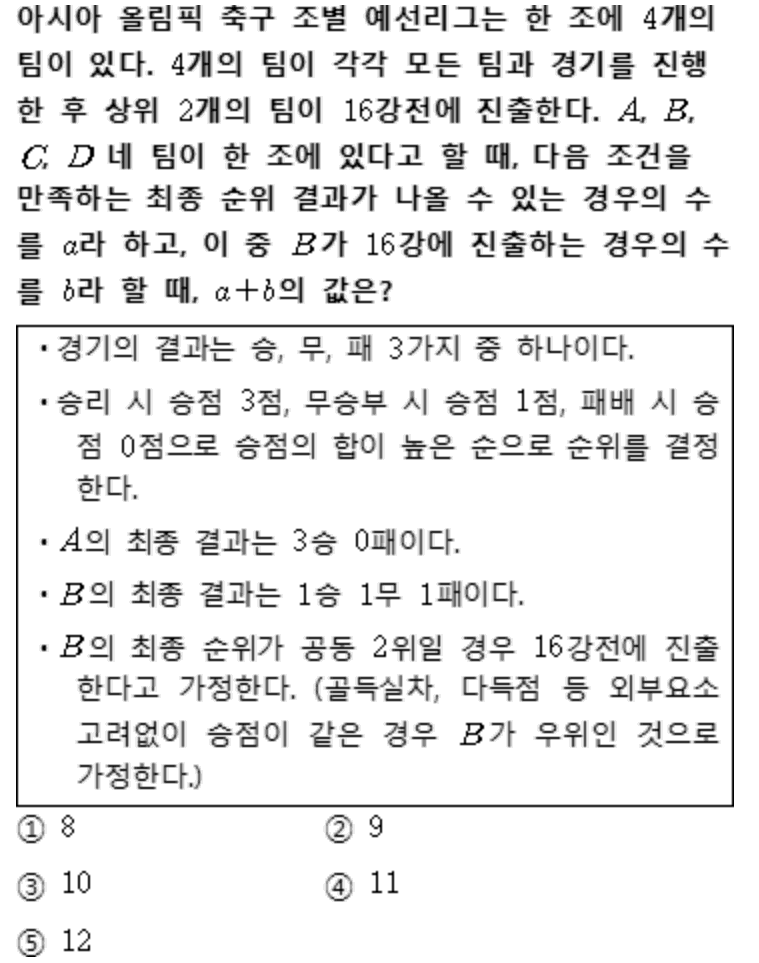 아시아 올림픽 축구 조별 예선리그는 한 조에 4개의
팀이 있다. 4개의 팀이 각각 모든 팀과 경기를 진행
한 후 상위 2개의 팀이 16강전에 진출한다. A, B,
C, D 네 팀이 한 조에 있다고 할 때, 다음 조건을
만족하는 최종 순위 결과가 나올 수 있는 경우의 수
를 a라 하고, 이 중 B가 16강에 진출하는 경우의 수
를 b라 할 때, a+b의 값은?
・경기의 결과는 승, 무, 패 3가지 중 하나이다.
・승리 시 승점 3점, 무승부 시 승점 1점, 패배 시 승
점 0점으로 승점의 합이 높은 순으로 순위를 결정
한다.
・A의 최종 결과는 3승 0패이다.
・B의 최종 결과는 1승 1무 1패이다.
・B의 최종 순위가 공동 2위일 경우 16강전에 진출
한다고 가정한다. (골득실차, 다득점 등 외부요소
고려없이 승점이 같은 경우 B가 우위인 것으로
가정한다.)
① 8 ② 9
③ 10 ④ 11
⑤ 12